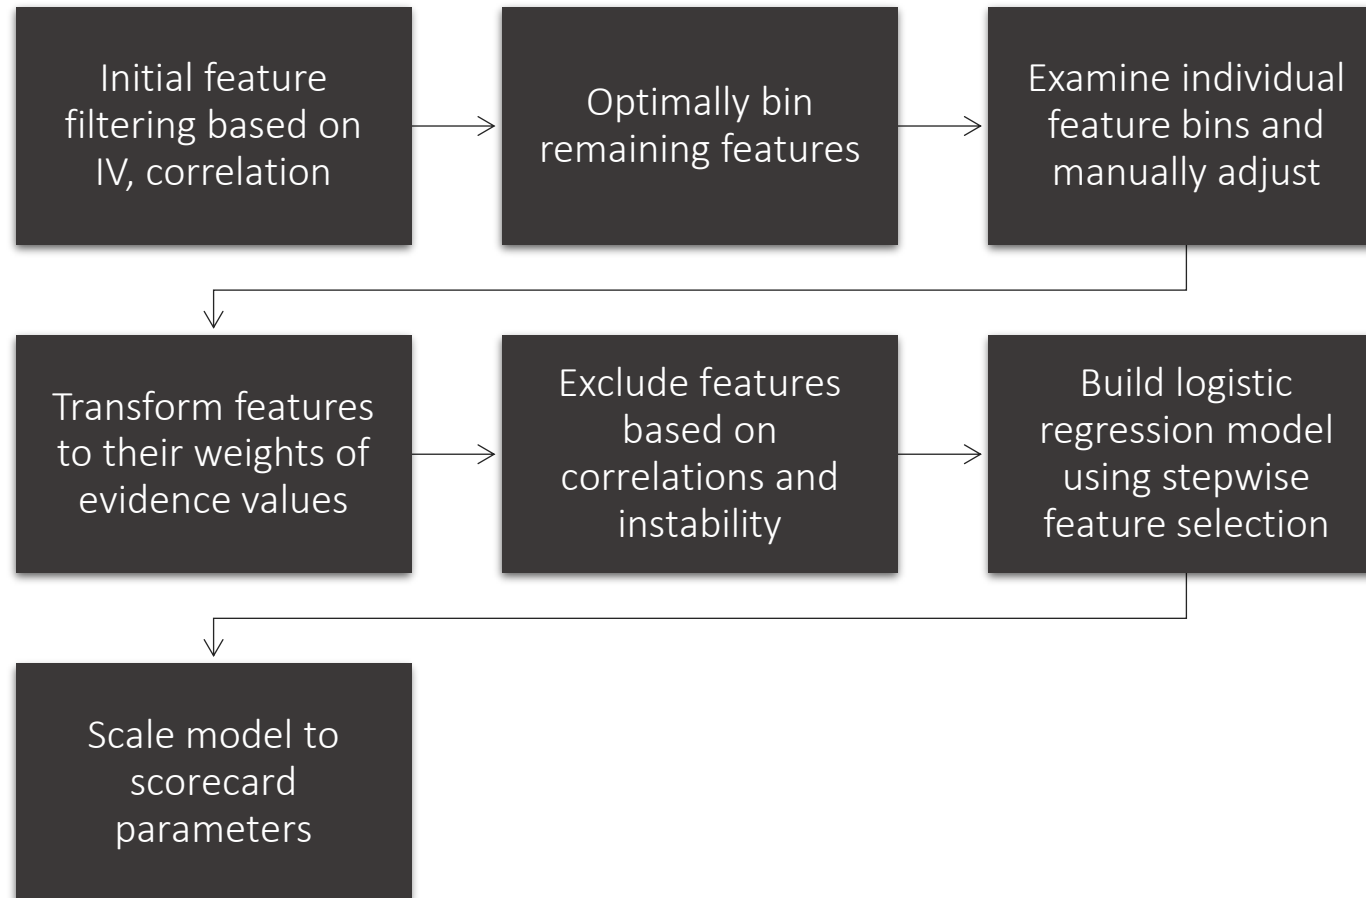 Initial feature
filtering based on
IV, correlation
Optimally bin
remaining features
Examine individual
feature bins and
manually adjust
Transform features
to their weights of
evidence values
Exclude features
based on
correlations and
instability
Build logistic
regression model
using stepwise
feature selection
Scale model to
scorecard
parameters